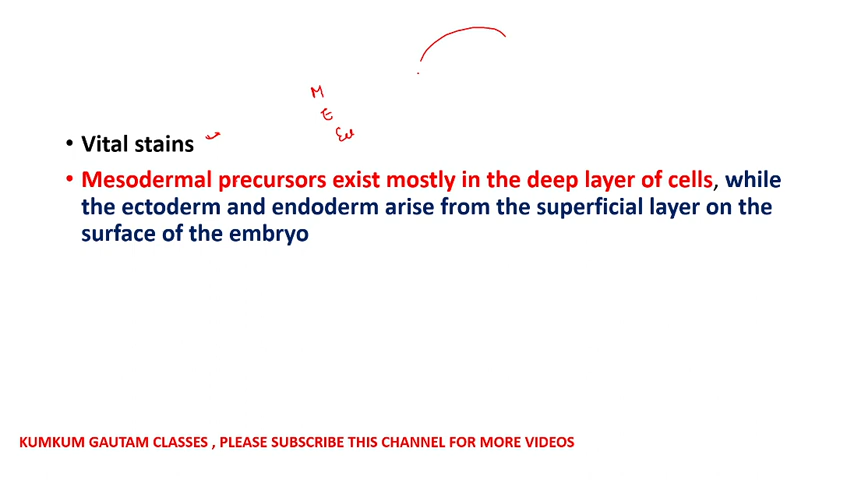 M
E
• Vital stains
• Mesodermal precursors exist mostly in the deep layer of cells, while
the ectoderm and endoderm arise from the superficial layer on the
surface of the embryo
KUMKUM GAUTAM CLASSES , PLEASE SUBSCRIBE THIS CHANNEL FOR MORE VIDEOS